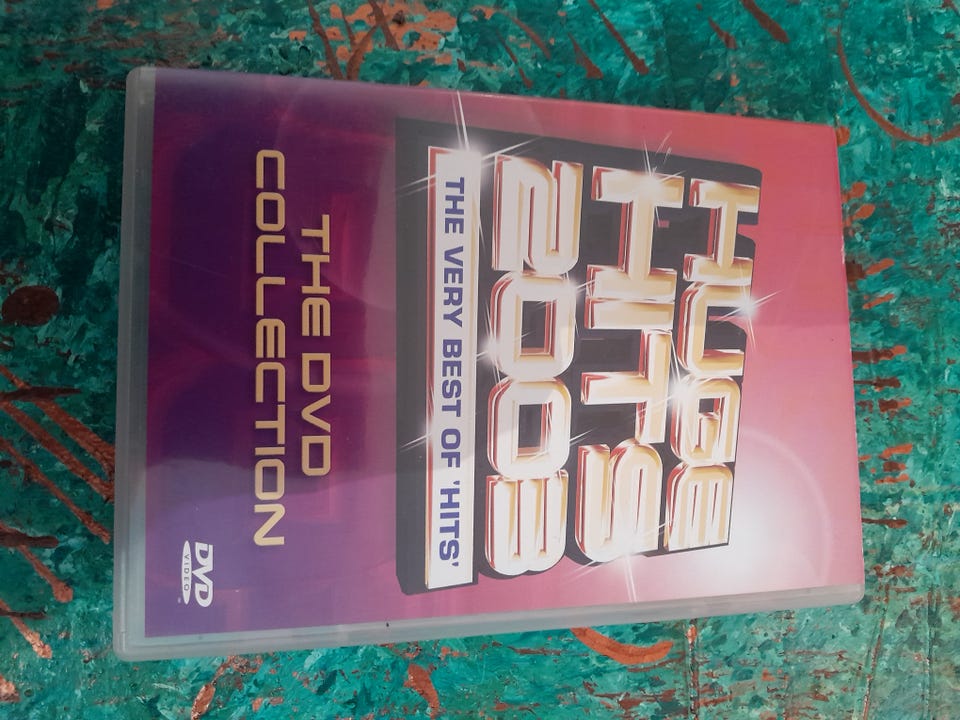 HUGE
HITS
2003
THE VERY BEST OF 'HITS'
THE DVD
COLLECTION
DVD
VIDEO